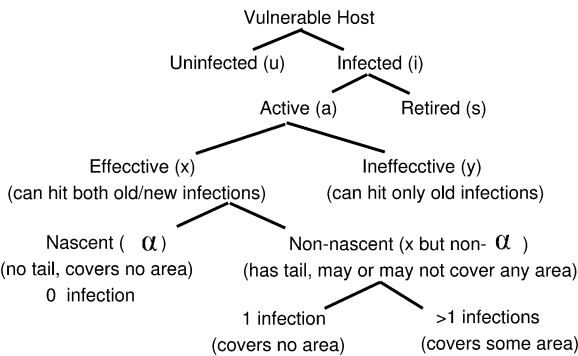 Vulnerable Host
Uninfected (u) Infected (i)
Active (a) Retired (s)
Effecctive (x) Ineffecctive (y)
(can hit both old/new infections) (can hit only old infections)
Nascent ( α ) Non-nascent (x but non- α )
(no tail, covers no area) (has tail, may or may not cover any area)
0 infection
1 infection >1 infections
(covers no area) (covers some area)